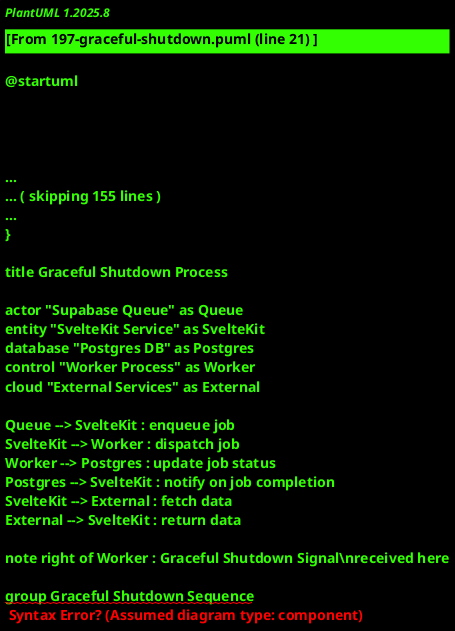 PlantUML 1.2025.8
[From 197-graceful-shutdown.puml (line 21) ]
@startuml
...
... ( skipping 155 lines )
...
}
title Graceful Shutdown Process
actor "Supabase Queue" as Queue
entity "SvelteKit Service" as SvelteKit
database "Postgres DB" as Postgres
control "Worker Process" as Worker
cloud "External Services" as External
Queue --> SvelteKit : enqueue job
SvelteKit --> Worker : dispatch job
Worker --> Postgres : update job status
Postgres --> SvelteKit : notify on job completion
SvelteKit --> External : fetch data
External --> SvelteKit : return data
note right of Worker : Graceful Shutdown Signal\nreceived here
group Graceful Shutdown Sequence
Syntax Error? (Assumed diagram type: component)